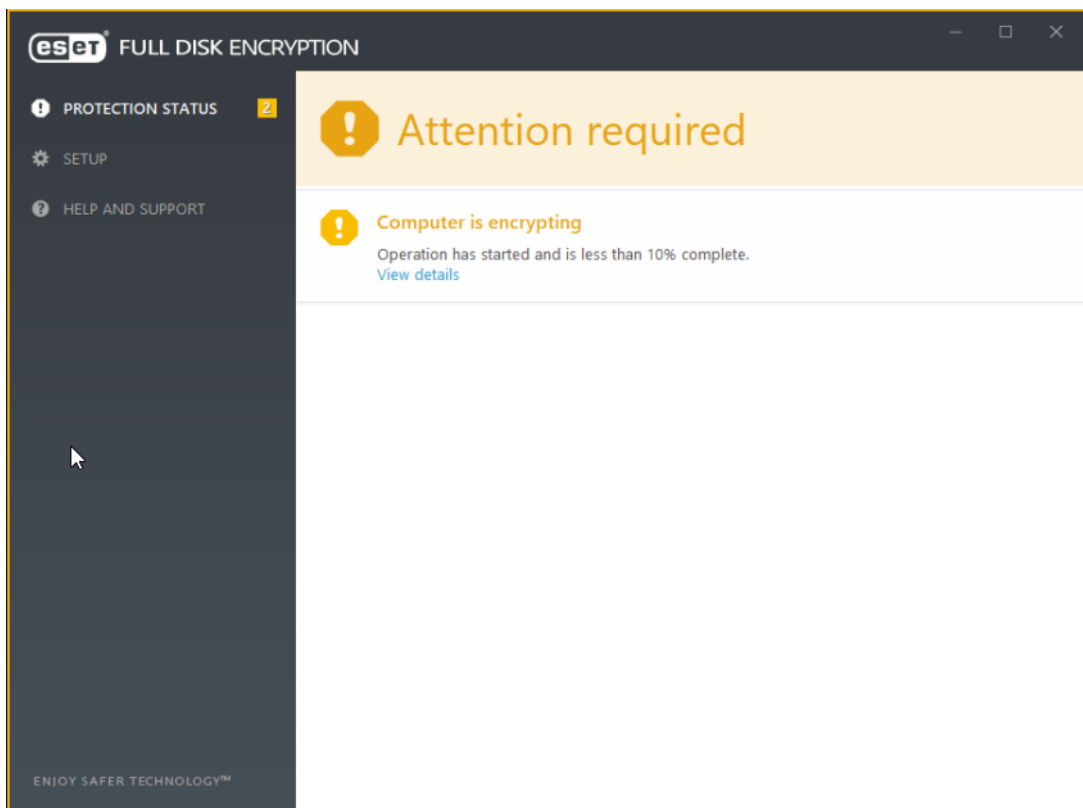 eset® FULL DISK ENCRYPTION
PROTECTION STATUS 2
Attention required
SETUP
HELP AND SUPPORT
Computer is encrypting
Operation has started and is less than 10% complete.
View details
ENJOY SAFER TECHNOLOGY™